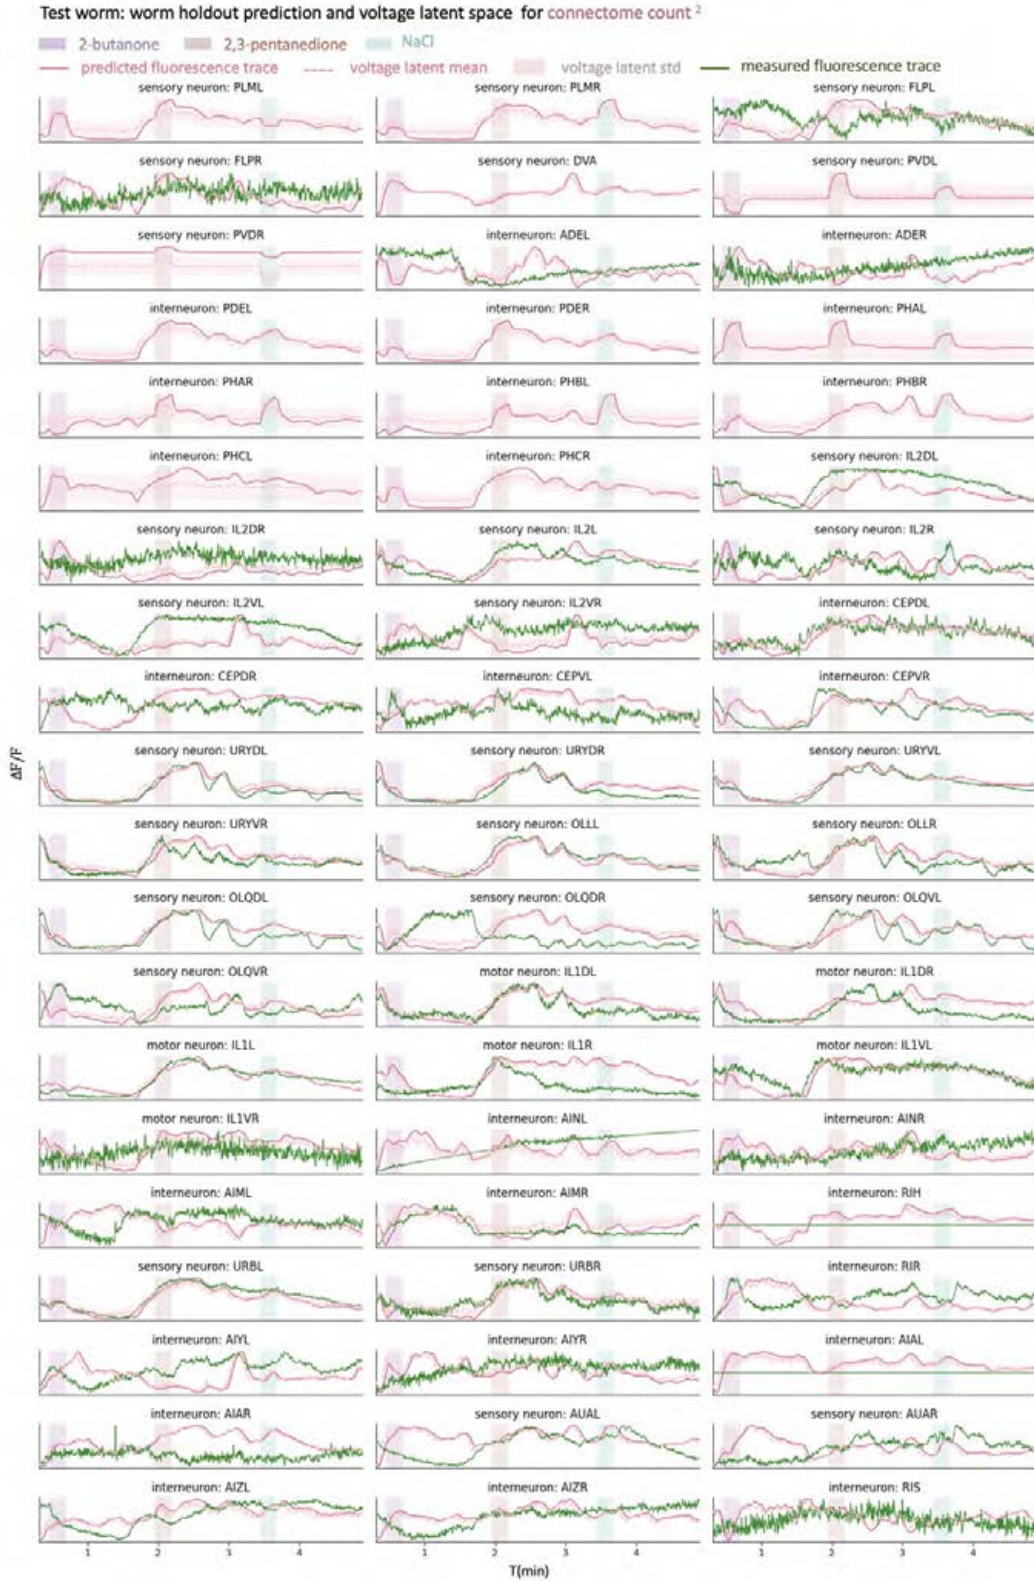 Test worm: worm holdout prediction and voltage latent space for connectome count ²
2-butanone 2,3-pentanedione NaCl
predicted fluorescence trace voltage latent mean voltage latent std measured fluorescence trace
sensory neuron: PLML sensory neuron: PLMR sensory neuron: FLPL
sensory neuron: FLPR sensory neuron: DVA sensory neuron: PVDL
sensory neuron: PVDR interneuron: ADEL interneuron: ADER
interneuron: PDEL interneuron: PDER interneuron: PHAL
interneuron: PHAR interneuron: PHBL interneuron: PHBR
interneuron: PHCL interneuron: PHCR sensory neuron: IL2DL
sensory neuron: IL2DR sensory neuron: IL2L sensory neuron: IL2R
sensory neuron: IL2VL sensory neuron: IL2VR interneuron: CEPDL
interneuron: CEPDR interneuron: CEPVL interneuron: CEPVR
ΔF/F
sensory neuron: URYDL sensory neuron: URYDR sensory neuron: URYVL
sensory neuron: URYVR sensory neuron: OLLL sensory neuron: OLLR
sensory neuron: OLQDL sensory neuron: OLQDR sensory neuron: OLQVL
sensory neuron: OLQVR motor neuron: IL1DL motor neuron: IL1DR
motor neuron: IL1L motor neuron: IL1R motor neuron: IL1VL
motor neuron: IL1VR interneuron: AINL interneuron: AINR
interneuron: AIML interneuron: AIMR interneuron: RIH
sensory neuron: URBL sensory neuron: URBR interneuron: RIR
interneuron: AIYL interneuron: AIYR interneuron: AIAL
interneuron: AIAR sensory neuron: AUAL sensory neuron: AUAR
interneuron: AIZL interneuron: AIZR interneuron: RIS
1 2 3 4 1 2 3 4 1 2 3 4
T(min)